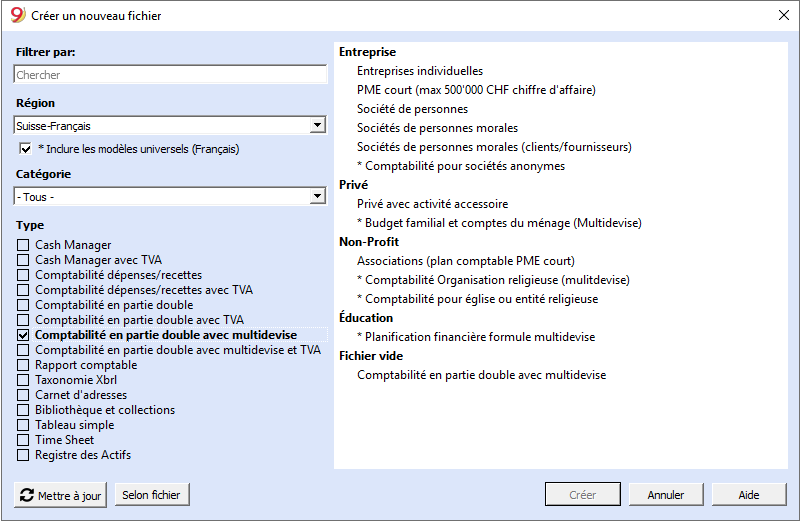 Créer un nouveau fichier
Filtrer par:
Chercher
Région
Suisse-Français
* Inclure les modèles universels (Français)
Catégorie
- Tous -
Type
Cash Manager
Cash Manager avec TVA
Comptabilité dépenses/recettes
Comptabilité dépenses/recettes avec TVA
Comptabilité en partie double
Comptabilité en partie double avec TVA
Comptabilité en partie double avec multidevise
Comptabilité en partie double avec multidevise et TVA
Rapport comptable
Taxonomie Xbrl
Carnet d'adresses
Bibliothèque et collections
Tableau simple
Time Sheet
Registre des Actifs
Entreprise
Entreprises individuelles
PME court (max 500'000 CHF chiffre d'affaire)
Société de personnes
Sociétés de personnes morales
Sociétés de personnes morales (clients/fournisseurs)
* Comptabilité pour sociétés anonymes
Privé
Privé avec activité accessoire
* Budget familial et comptes du ménage (Multidevise)
Non-Profit
Associations (plan comptable PME court)
* Comptabilité Organisation religieuse (mulitdevise)
* Comptabilité pour église ou entité religieuse
Éducation
* Planification financière formule multidevise
Fichier vide
Comptabilité en partie double avec multidevise
Mettre à jour
Selon fichier
Créer
Annuler
Aide